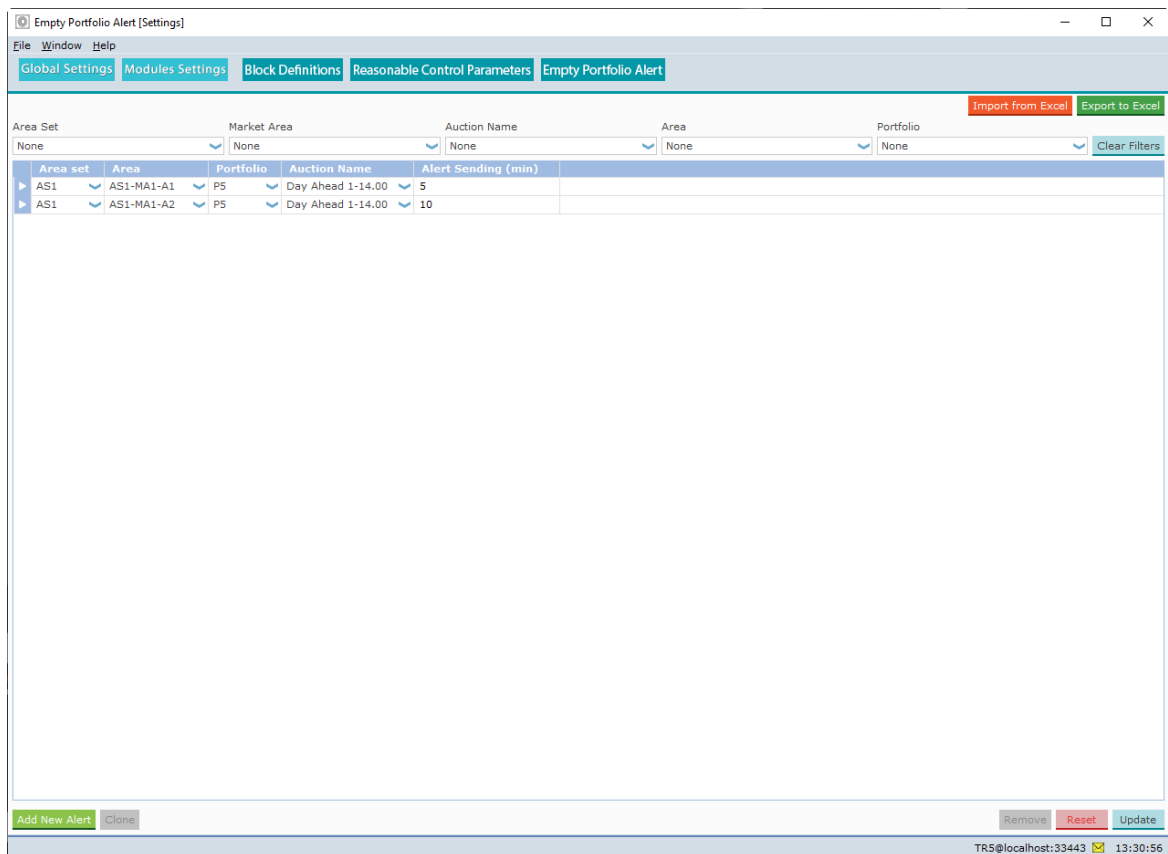 Empty Portfolio Alert [Settings]
File Window Help
Global Settings Modules Settings Block Definitions Reasonable Control Parameters Empty Portfolio Alert
Import from Excel Export to Excel
Area Set Market Area Auction Name Area Portfolio
None None None None None Clear Filters
Area set Area Portfolio Auction Name Alert Sending (min)
AS1 AS1-MA1-A1 P5 Day Ahead 1-14.00 5
AS1 AS1-MA1-A2 P5 Day Ahead 1-14.00 10
Add New Alert Clone Remove Reset Update
TR5@localhost:33443 13:30:56